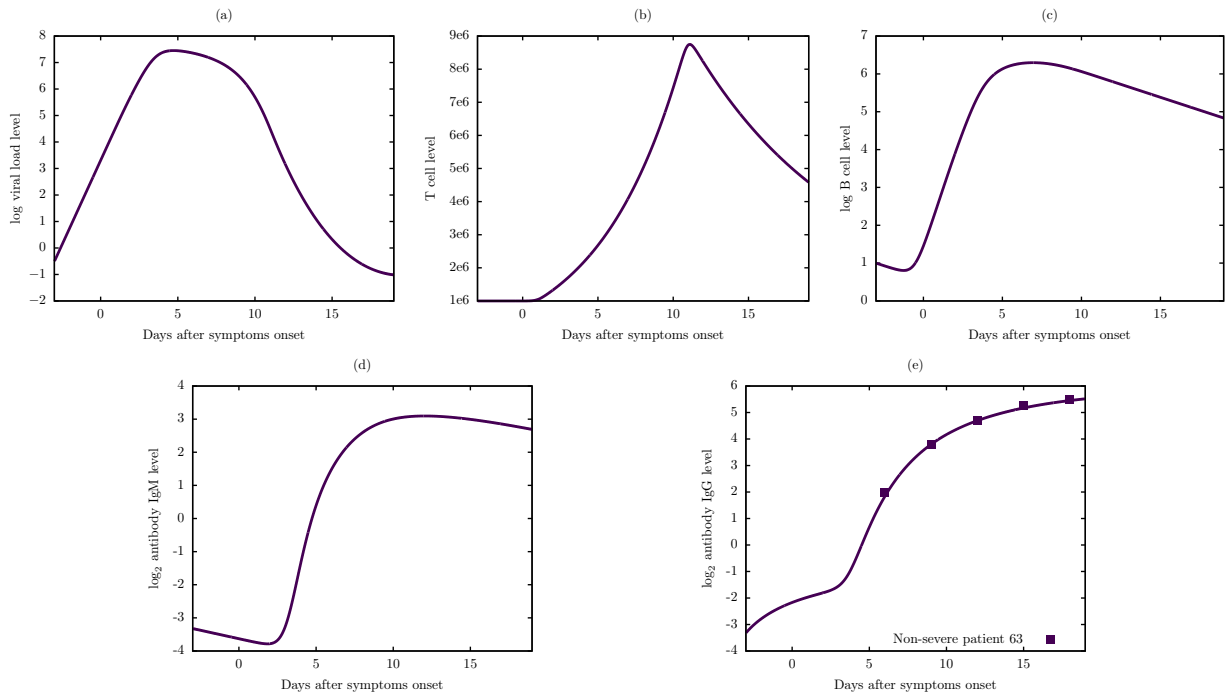 (a)
8
7
6
5
4
3
2
1
0
−1
−2
log viral load level
0 5 10 15
Days after symptoms onset
(b)
9e6
8e6
7e6
6e6
5e6
4e6
3e6
2e6
1e6
T cell level
0 5 10 15
Days after symptoms onset
(c)
7
6
5
4
3
2
1
0
log B cell level
0 5 10 15
Days after symptoms onset
(d)
4
3
2
1
0
-1
-2
-3
-4
log₂ antibody IgM level
0 5 10 15
Days after symptoms onset
(e)
6
5
4
3
2
1
0
-1
-2
-3
-4
log₂ antibody IgG level
Non-severe patient 63
0 5 10 15
Days after symptoms onset